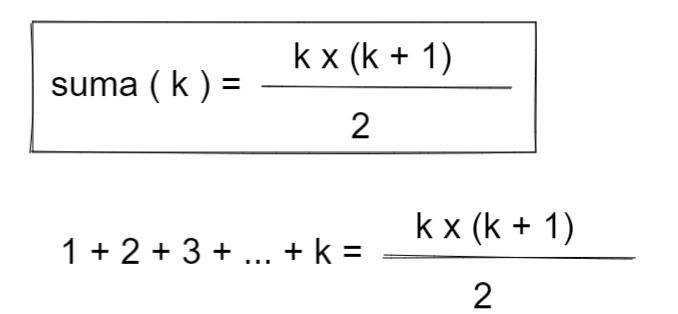 k x (k + 1)
suma ( k ) =
2
k x (k + 1)
1 + 2 + 3 + ... + k =
2